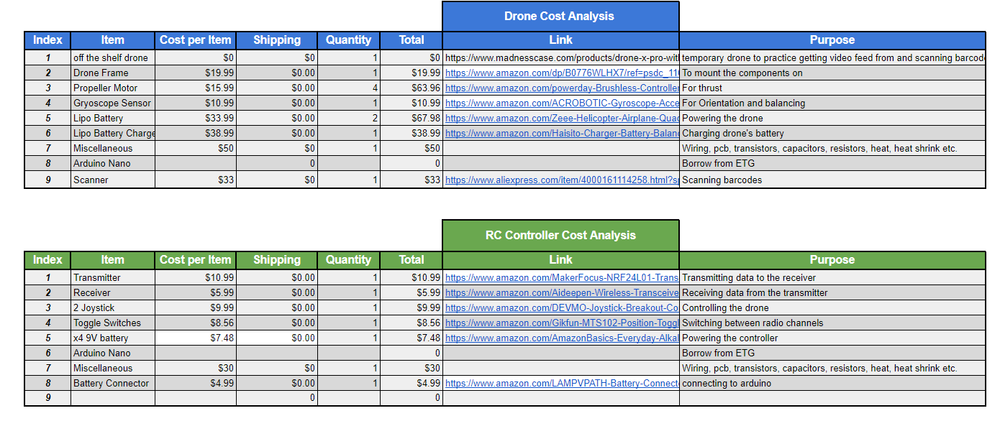 Drone Cost Analysis
Index Item Cost per Item Shipping Quantity Total Link Purpose
1 off the shelf drone $0 $0 1 $0 https://www.madnesscase.com/products/drone-x-pro-wit temporary drone to practice getting video feed from and scanning barcode
2 Drone Frame $19.99 $0.00 1 $19.99 https://www.amazon.com/dp/B0776WLHX7/ref=psdc_11 To mount the components on
3 Propeller Motor $15.99 $0.00 4 $63.96 https://www.amazon.com/powerday-Brushless-Controller For thrust
4 Gryoscope Sensor $10.99 $0.00 1 $10.99 https://www.amazon.com/ACROBOTIC-Gyroscope-Acce For Orientation and balancing
5 Lipo Battery $33.99 $0.00 2 $67.98 https://www.amazon.com/Zeee-Helicopter-Airplane-Quad Powering the drone
6 Lipo Battery Charge $38.99 $0.00 1 $38.99 https://www.amazon.com/Haisito-Charger-Battery-Balan Charging drone's battery
7 Miscellaneous $50 $0 1 $50 Wiring, pcb, transistors, capacitors, resistors, heat, heat shrink etc.
8 Arduino Nano 0 0 Borrow from ETG
9 Scanner $33 $0 1 $33 https://www.aliexpress.com/item/4000161114258.html?s Scanning barcodes
RC Controller Cost Analysis
Index Item Cost per Item Shipping Quantity Total Link Purpose
1 Transmitter $10.99 $0.00 1 $10.99 https://www.amazon.com/MakerFocus-NRF24L01-Trans Transmitting data to the receiver
2 Receiver $5.99 $0.00 1 $5.99 https://www.amazon.com/Aideepen-Wireless-Transceive Receiving data from the transmitter
3 2 Joystick $9.99 $0.00 1 $9.99 https://www.amazon.com/DEVMO-Joystick-Breakout-Co Controlling the drone
4 Toggle Switches $8.56 $0.00 1 $8.56 https://www.amazon.com/Gikfun-MTS102-Position-Toggl Switching between radio channels
5 x4 9V battery $7.48 $0.00 1 $7.48 https://www.amazon.com/AmazonBasics-Everyday-Alkal Powering the controller
6 Arduino Nano 0 Borrow from ETG
7 Miscellaneous $30 $0 1 $30 Wiring, pcb, transistors, capacitors, resistors, heat, heat shrink etc.
8 Battery Connector $4.99 $0.00 1 $4.99 https://www.amazon.com/LAMPVPATH-Battery-Connect connecting to arduino
9 0 0